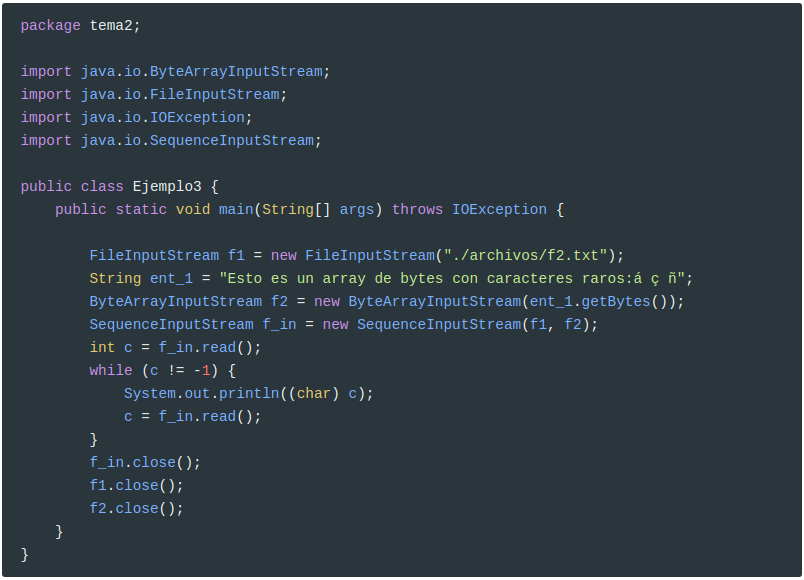 package tema2;

import java.io.ByteArrayInputStream;
import java.io.FileInputStream;
import java.io.IOException;
import java.io.SequenceInputStream;

public class Ejemplo3 {
    public static void main(String[] args) throws IOException {

        FileInputStream f1 = new FileInputStream("./archivos/f2.txt");
        String ent_1 = "Esto es un array de bytes con caracteres raros:á ç ñ";
        ByteArrayInputStream f2 = new ByteArrayInputStream(ent_1.getBytes());
        SequenceInputStream f_in = new SequenceInputStream(f1, f2);
        int c = f_in.read();
        while (c != -1) {
            System.out.println((char) c);
            c = f_in.read();
        }
        f_in.close();
        f1.close();
        f2.close();
    }
}